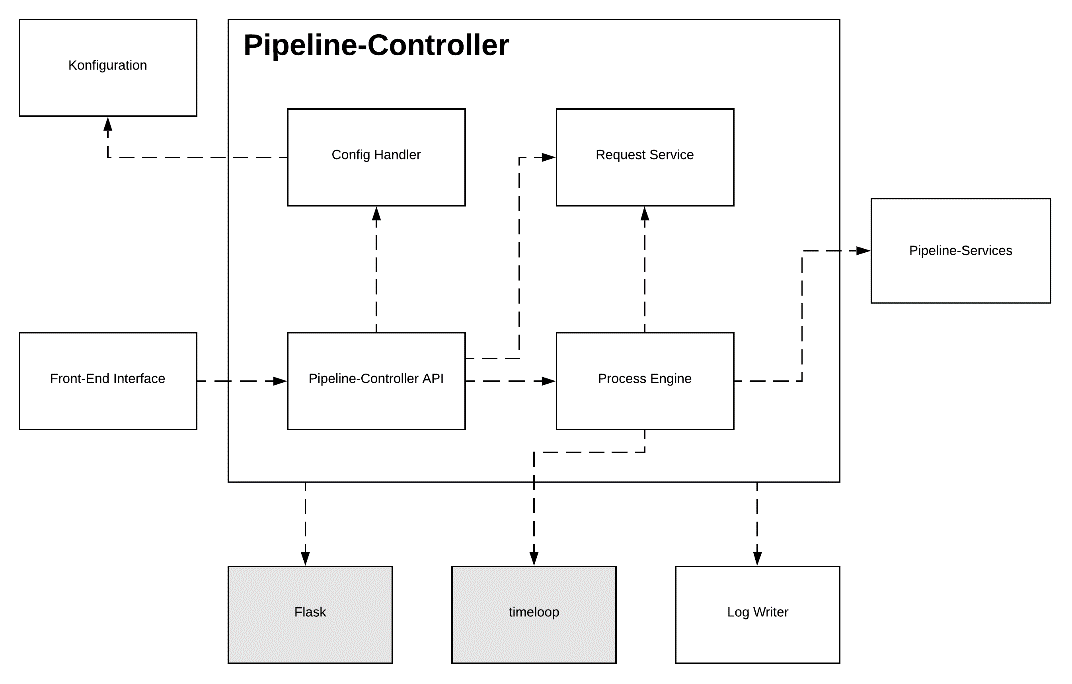 Konfiguration
Pipeline-Controller
Config Handler
Request Service
Pipeline-Services
Front-End Interface
Pipeline-Controller API
Process Engine
Flask
timeloop
Log Writer